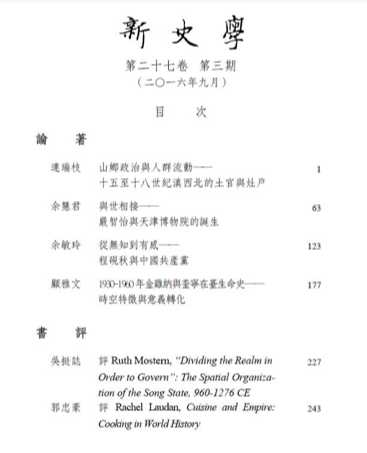 新史學
第二十七卷 第三期
（二〇一六年九月）
目 次
論 著
連瑞枝 山鄉政治與人群流動── 1
十五至十八世紀滇西北的土官與灶戶
余慧君 與世相接── 63
嚴智怡與天津博物院的誕生
余敏玲 從無知到有感── 123
程硯秋與中國共產黨
顧雅文 1930-1960年金雞納與奎寧在臺生命史── 177
時空特徵與意義轉化
書 評
吳挺誌 評 Ruth Mostern, “Dividing the Realm in 227
Order to Govern”: The Spatial Organiza-
tion of the Song State, 960-1276 CE
郭忠豪 評 Rachel Laudan, Cuisine and Empire: 243
Cooking in World History